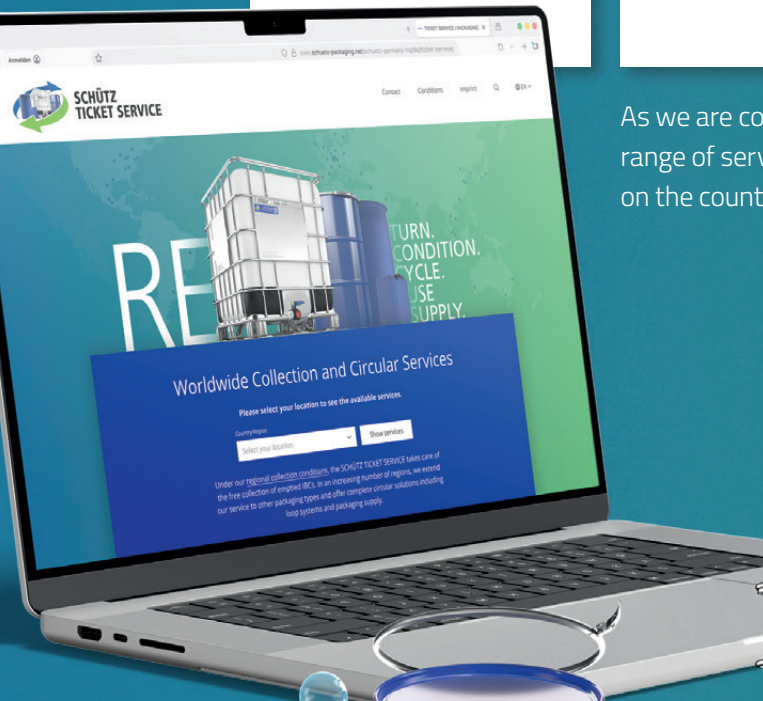 TICKET SERVICE | PACKAGING
Anmelden
www.schuetz-packaging.net/schuetz-germany-hq/de/ticket-service/
SCHÜTZ
TICKET SERVICE
Contact
Conditions
Imprint
EN
RE
TURN.
CONDITION.
CYCLE.
USE
SUPPLY.
Worldwide Collection and Circular Services
Please select your location to see the available services.
Country/Region
Select your location
Show services
Under our regional collection conditions, the SCHÜTZ TICKET SERVICE takes care of
the free collection of emptied IBCs. In an increasing number of regions, we extend
our service to other packaging types and offer complete circular solutions including
loop systems and packaging supply.
As we are co
range of serv
on the count